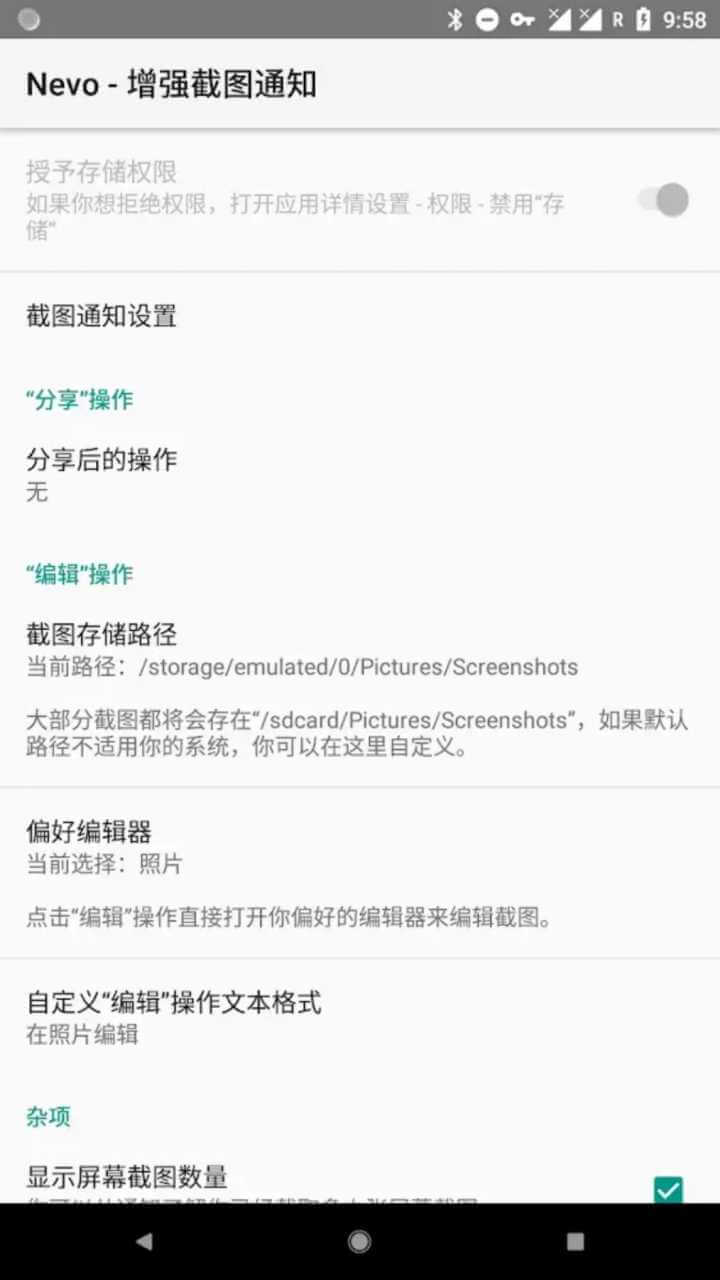 R 9:58
Nevo - 增强截图通知
授予存储权限
如果你想拒绝权限，打开应用详情设置 - 权限 - 禁用“存
储”
截图通知设置
“分享”操作
分享后的操作
无
“编辑”操作
截图存储路径
当前路径：/storage/emulated/0/Pictures/Screenshots
大部分截图都将会存在“/sdcard/Pictures/Screenshots”，如果默认
路径不适用你的系统，你可以在这里自定义。
偏好编辑器
当前选择：照片
点击“编辑”操作直接打开你偏好的编辑器来编辑截图。
自定义“编辑”操作文本格式
在照片编辑
杂项
显示屏幕截图数量